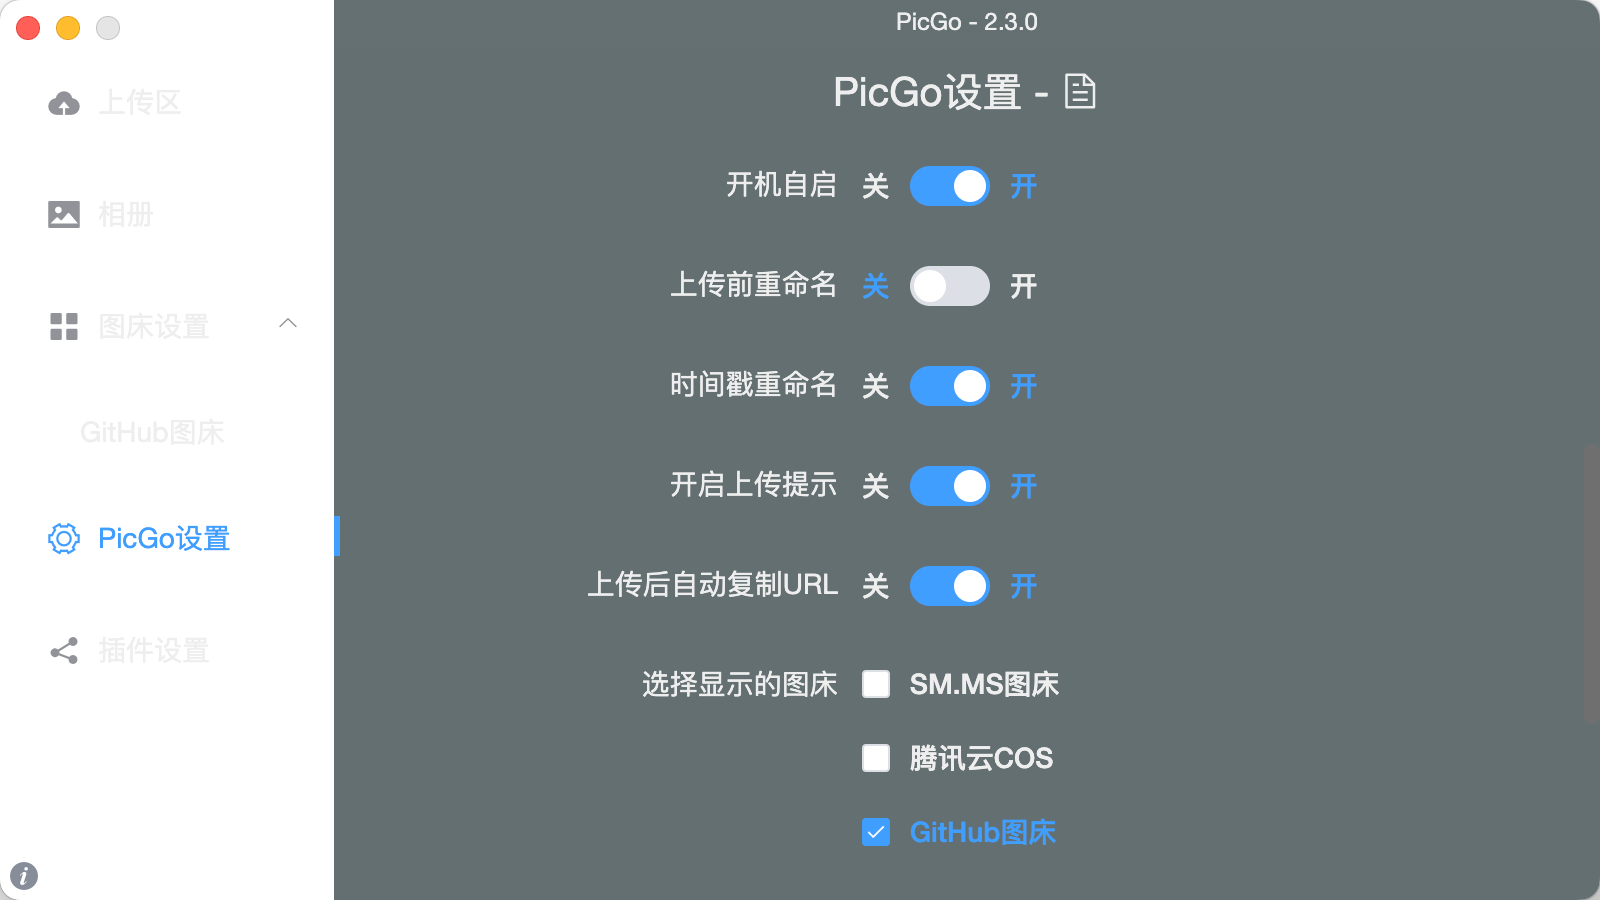 PicGo - 2.3.0
上传区
相册
图床设置
GitHub图床
PicGo设置
插件设置
PicGo设置 -
开机自启 关 开
上传前重命名 关 开
时间戳重命名 关 开
开启上传提示 关 开
上传后自动复制URL 关 开
选择显示的图床 SM.MS图床
腾讯云COS
GitHub图床